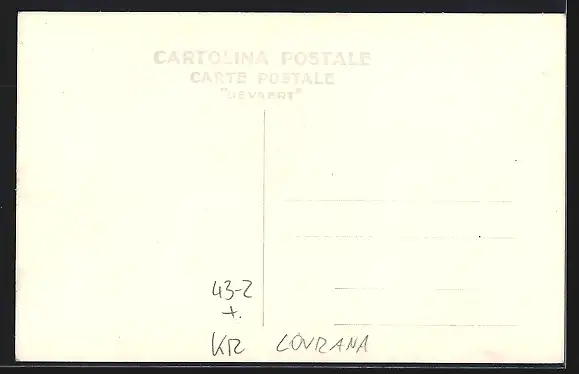 CARTOLINA POSTALE
CARTE POSTALE
"GEVAERT"
43-2
+.
KR LOVRANA